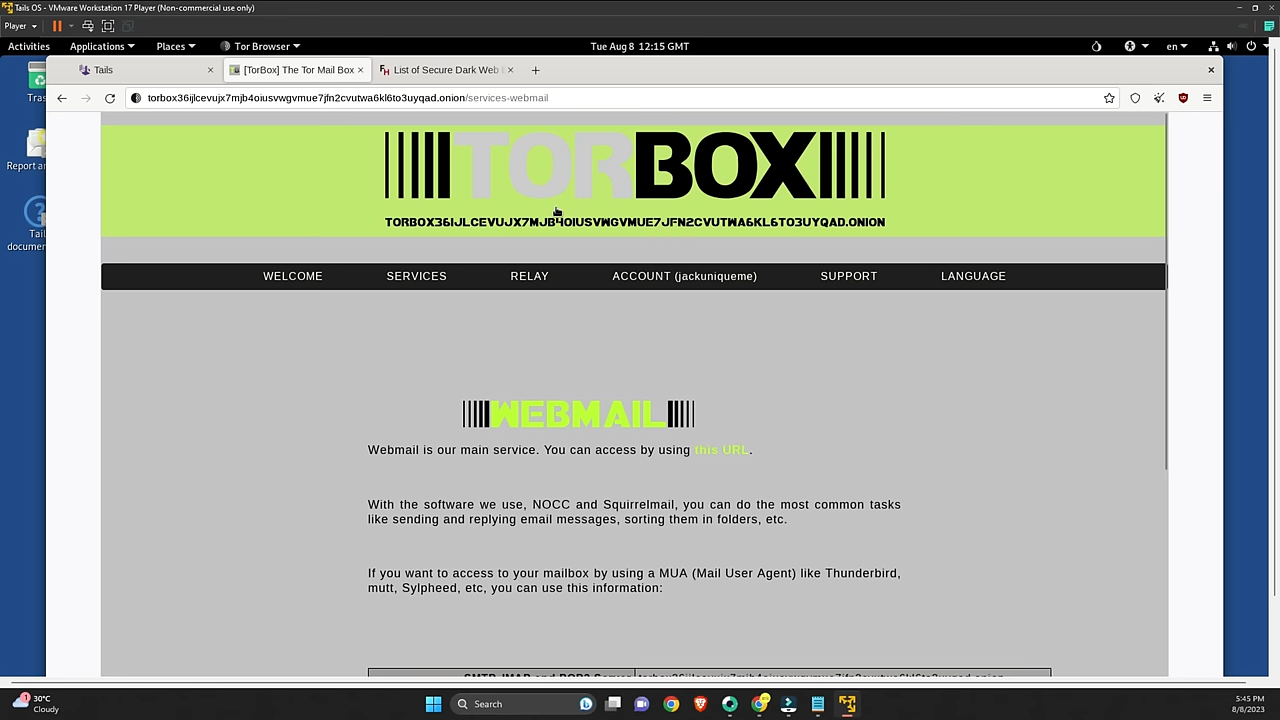 Tails OS - VMware Workstation 17 Player (Non-commercial use only)
Player
Activities Applications Places Tor Browser Tue Aug 8 12:15 GMT en
Tails [TorBox] The Tor Mail Box List of Secure Dark Web
torbox36ijlcevujx7mjb4oiusvwgvmue7jfn2cvutwa6kl6to3uyqad.onion/services-webmail
Tras
Report an
Tail
docume
TORBOX
TORBOX36IJLCEVUJX7MJB4OIUSVWGVMUE7JFN2CVUTWA6KL6TO3UYQAD.ONION
WELCOME SERVICES RELAY ACCOUNT (jackuniqueme) SUPPORT LANGUAGE
WEBMAIL
Webmail is our main service. You can access by using this URL.
With the software we use, NOCC and Squirrelmail, you can do the most common tasks
like sending and replying email messages, sorting them in folders, etc.
If you want to access to your mailbox by using a MUA (Mail User Agent) like Thunderbird,
mutt, Sylpheed, etc, you can use this information:
1
30°C
Cloudy
Search
5:45 PM
8/8/2023